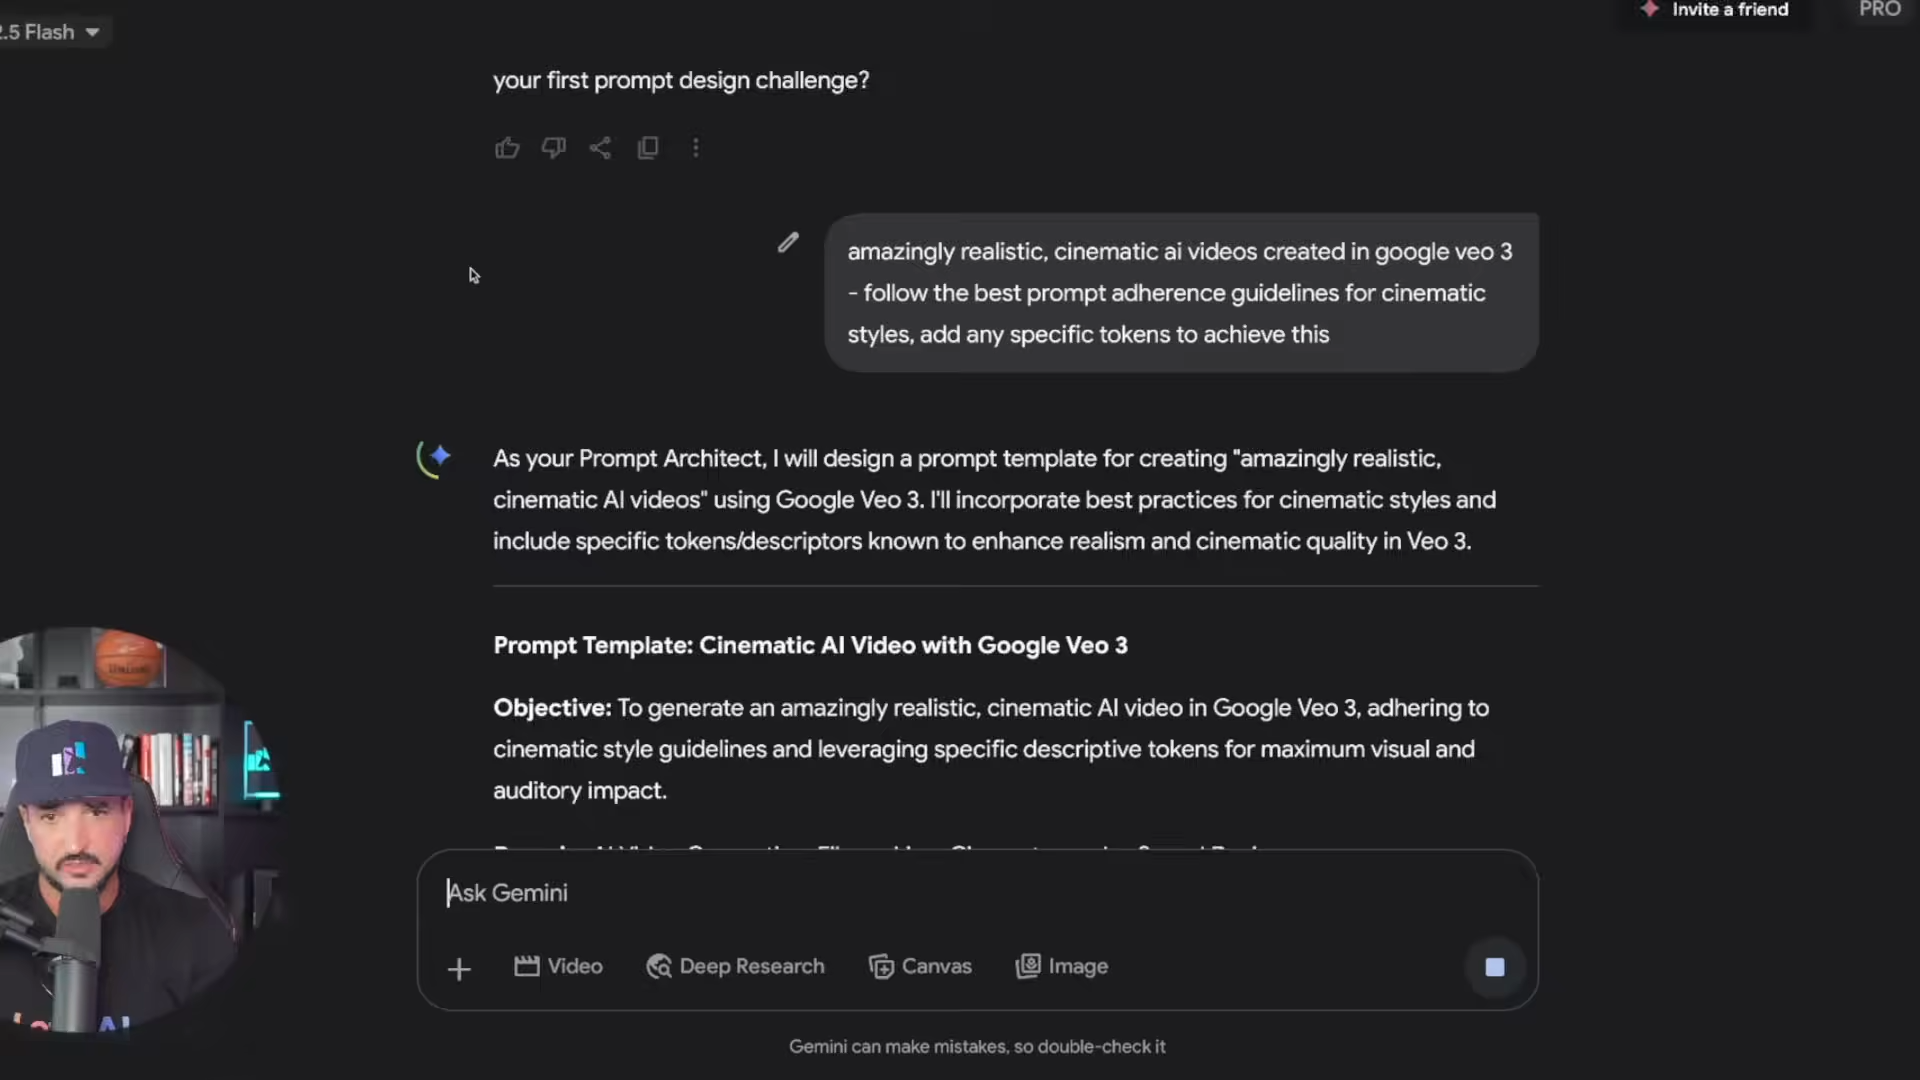 2.5 Flash
Invite a friend
PRO
your first prompt design challenge?
amazingly realistic, cinematic ai videos created in google veo 3
- follow the best prompt adherence guidelines for cinematic
styles, add any specific tokens to achieve this
As your Prompt Architect, I will design a prompt template for creating "amazingly realistic,
cinematic AI videos" using Google Veo 3. I'll incorporate best practices for cinematic styles and
include specific tokens/descriptors known to enhance realism and cinematic quality in Veo 3.
Prompt Template: Cinematic AI Video with Google Veo 3
Objective: To generate an amazingly realistic, cinematic AI video in Google Veo 3, adhering to
cinematic style guidelines and leveraging specific descriptive tokens for maximum visual and
auditory impact.
Ask Gemini
Video
Deep Research
Canvas
Image
Gemini can make mistakes, so double-check it